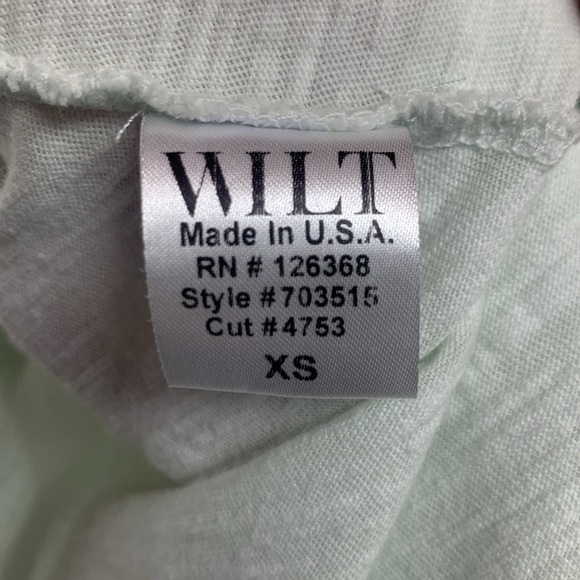 WILT
Made In U.S.A.
RN # 126368
Style #703515
Cut #4753
XS